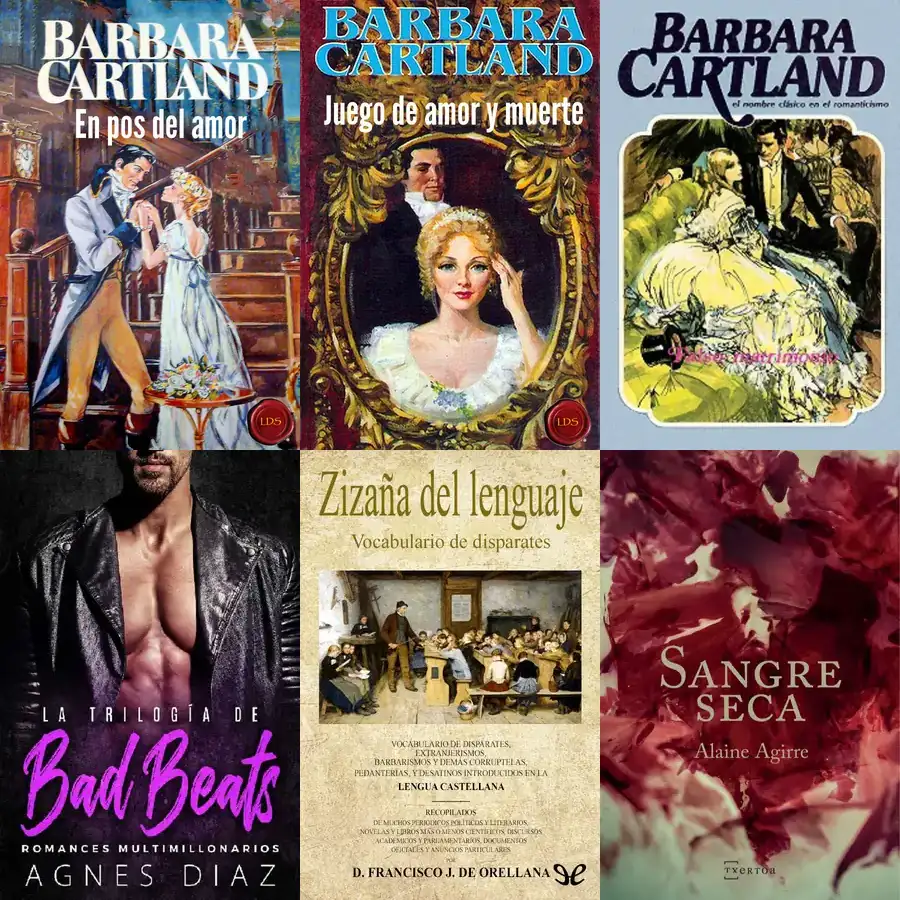 BARBARA
CARTLAND
En pos del amor
LDS
BARBARA
CARTLAND
Juego de amor y muerte
LDS
BARBARA
CARTLAND
el nombre clásico en el romanticismo
Falso matrimonio
LA TRILOGÍA DE
Bad Beats
ROMANCES MULTIMILLONARIOS
AGNES DIAZ
Zizaña del lenguaje
Vocabulario de disparates
VOCABULARIO DE DISPARATES,
EXTRANJERISMOS,
BARBARISMOS Y DEMÁS CORRUPTELAS,
PEDANTERÍAS, Y DESATINOS INTRODUCIDOS EN LA
LENGUA CASTELLANA
RECOPILADOS
DE MUCHOS PERIÓDICOS POLÍTICOS Y LITERARIOS,
NOVELAS Y LIBROS MÁS O MENOS CIENTÍFICOS, DISCURSOS
ACADÉMICOS Y PARLAMENTARIOS, DOCUMENTOS
OFICIALES Y ANUNCIOS PARTICULARES
POR
D. FRANCISCO J. DE ORELLANA
SANGRE
SECA
Alaine Agirre
TXERTOA